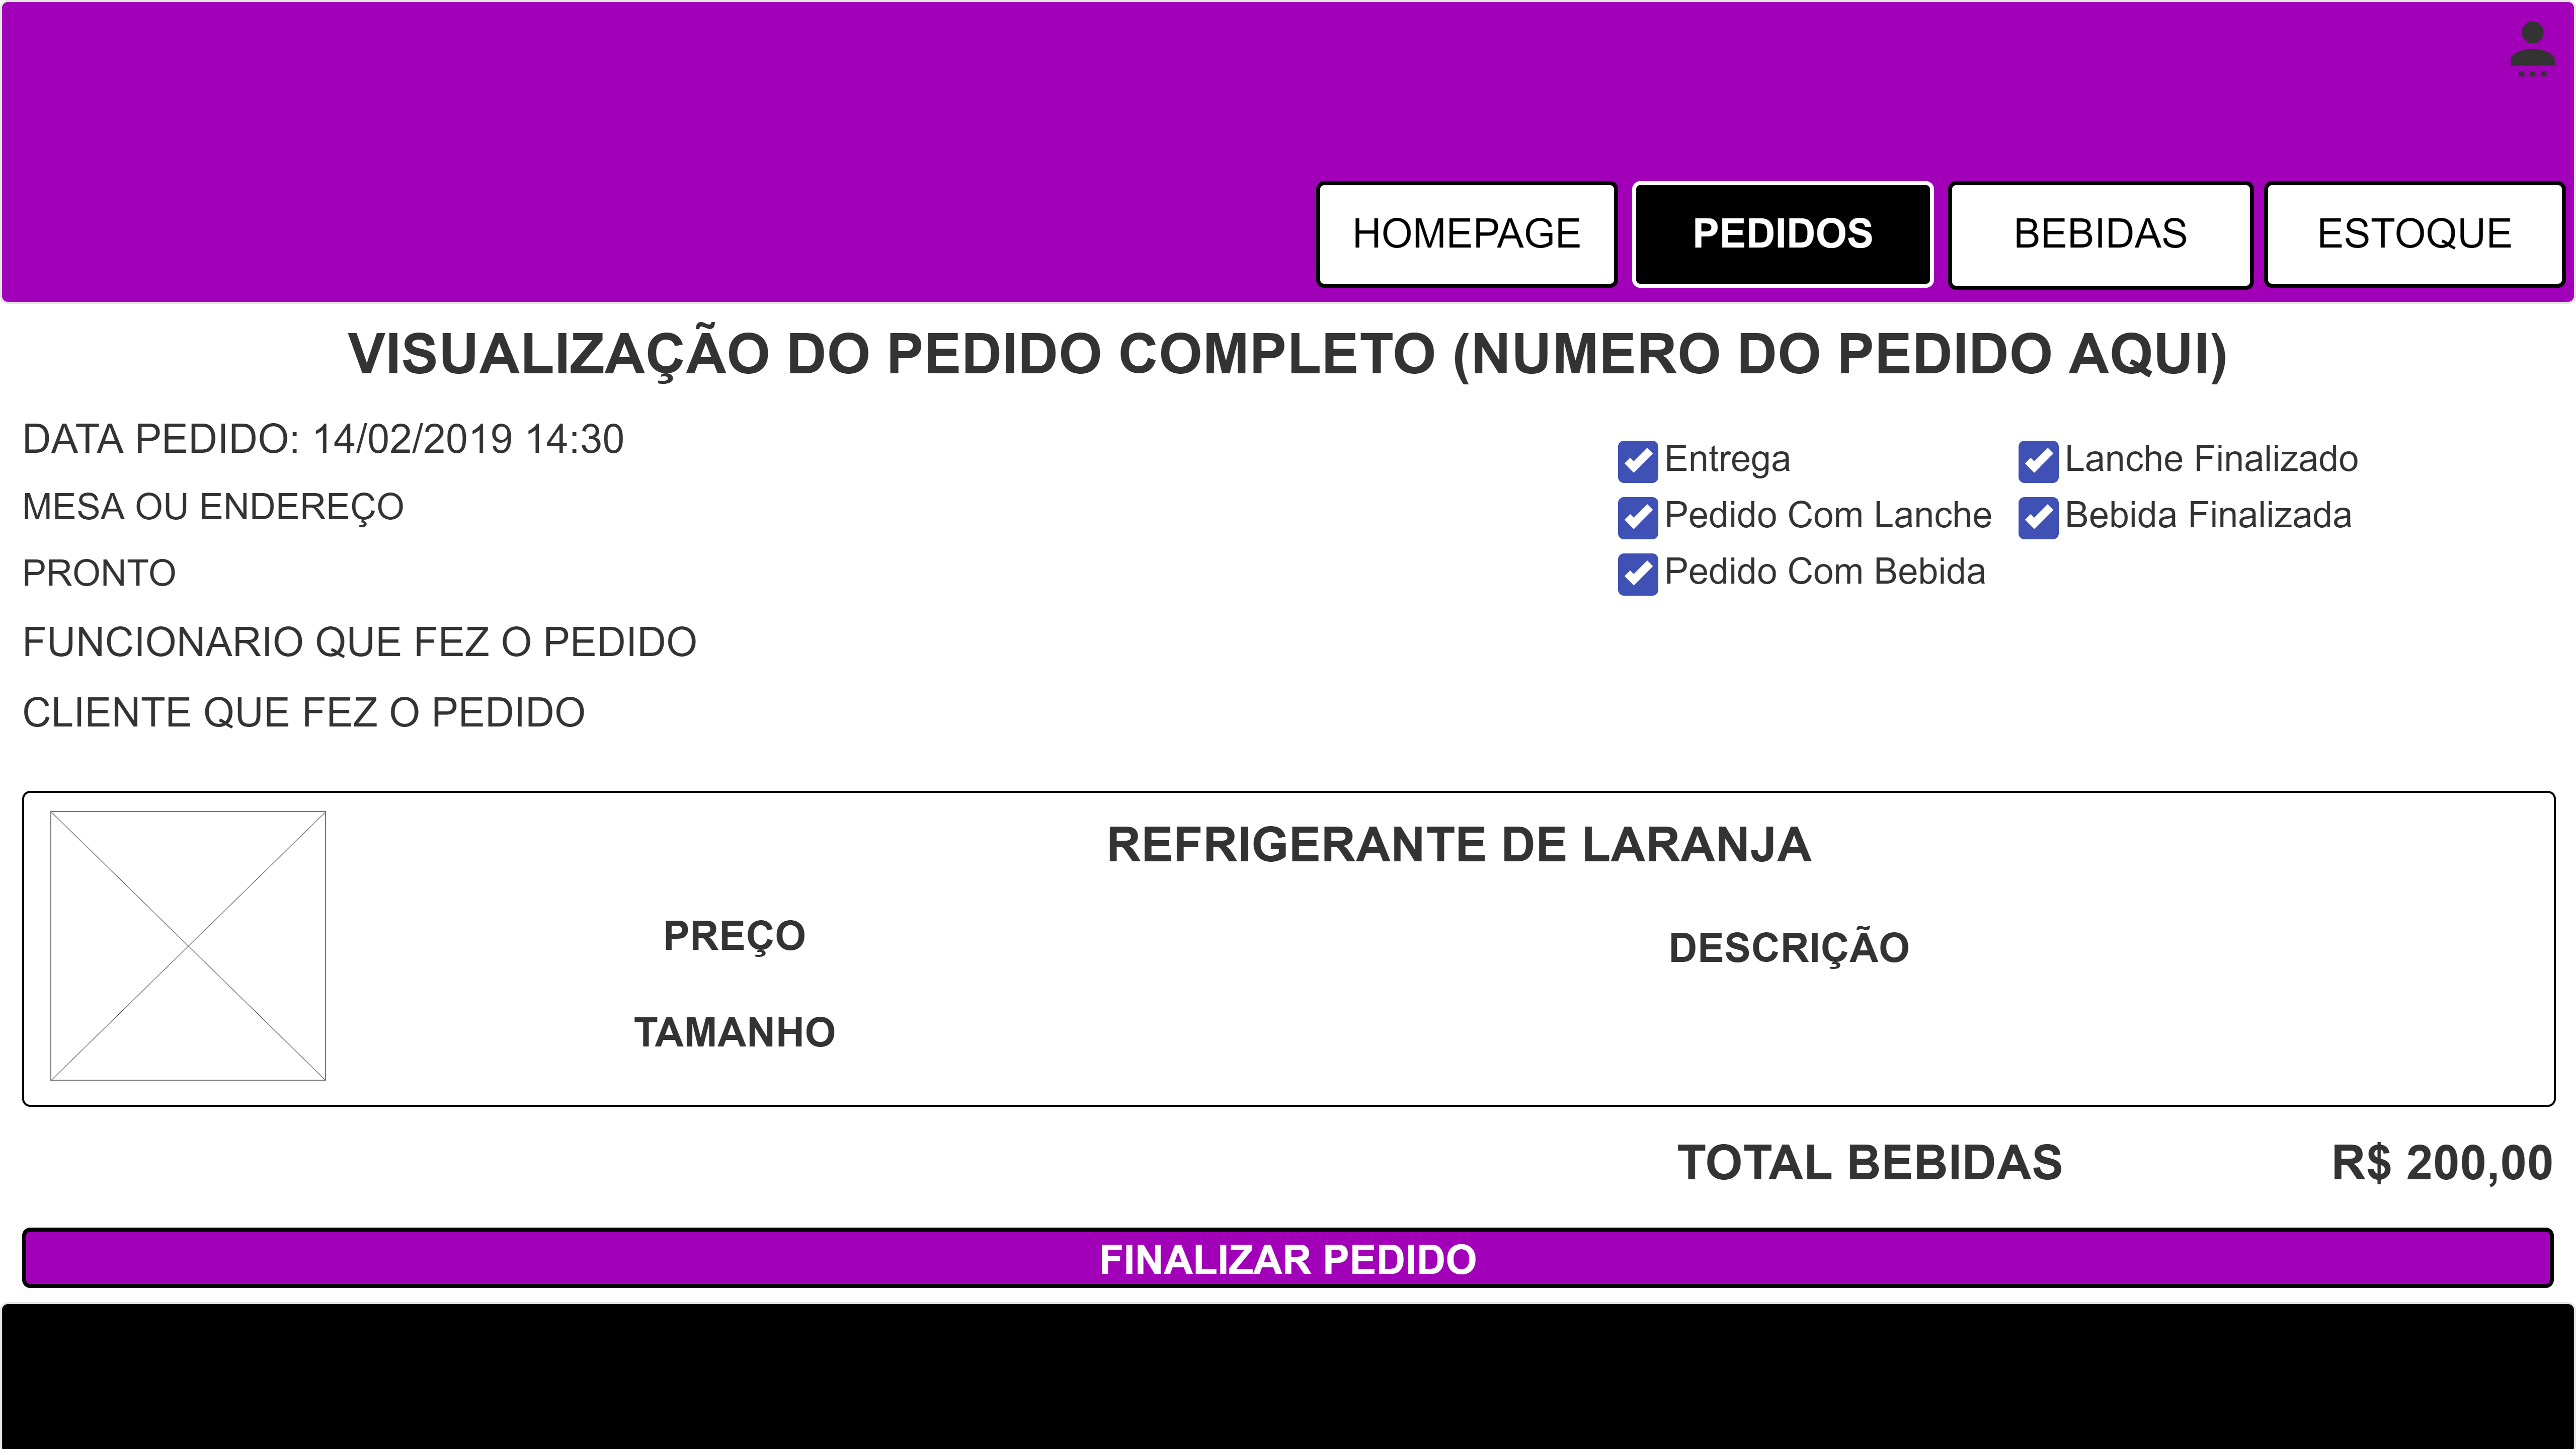 HOMEPAGE PEDIDOS BEBIDAS ESTOQUE
VISUALIZAÇÃO DO PEDIDO COMPLETO (NUMERO DO PEDIDO AQUI)
DATA PEDIDO: 14/02/2019 14:30
MESA OU ENDEREÇO
PRONTO
FUNCIONARIO QUE FEZ O PEDIDO
CLIENTE QUE FEZ O PEDIDO
Entrega Lanche Finalizado
Pedido Com Lanche Bebida Finalizada
Pedido Com Bebida
REFRIGERANTE DE LARANJA
PREÇO
DESCRIÇÃO
TAMANHO
TOTAL BEBIDAS R$ 200,00
FINALIZAR PEDIDO